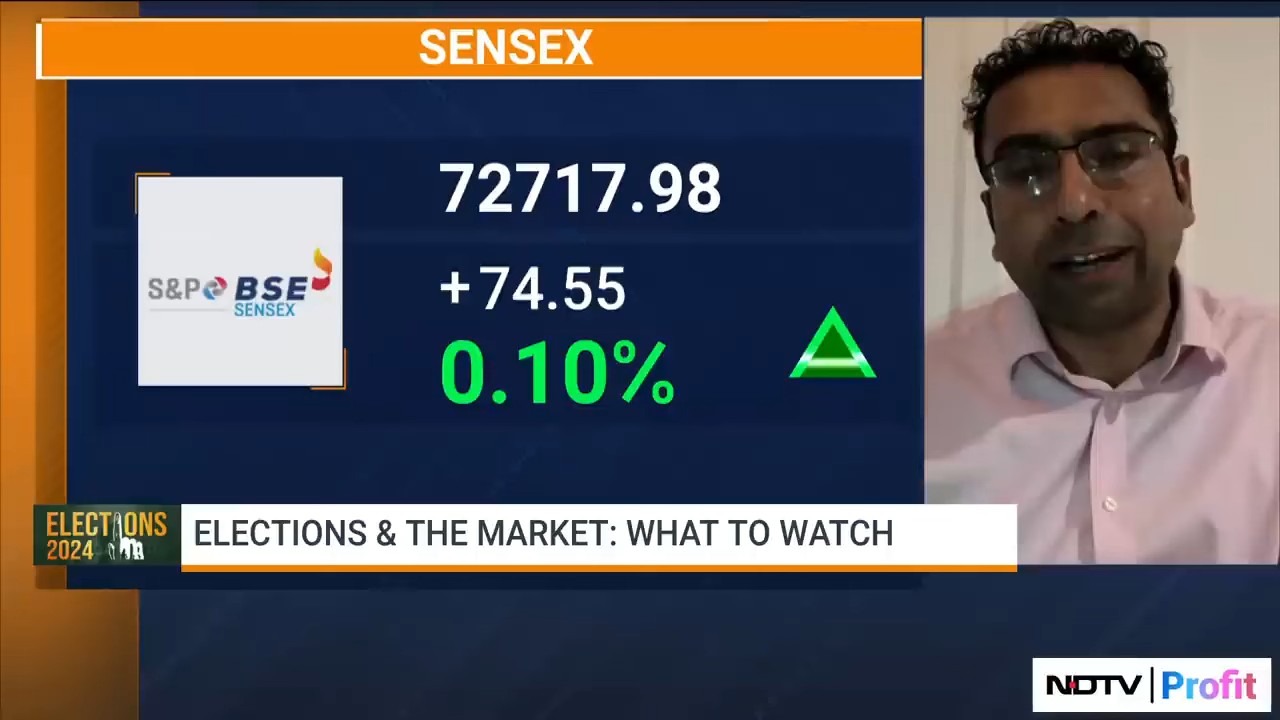 SENSEX
72717.98
S&P BSE
SENSEX
+74.55
0.10%
ELECTIONS
2024
ELECTIONS & THE MARKET: WHAT TO WATCH
NDTV | Profit